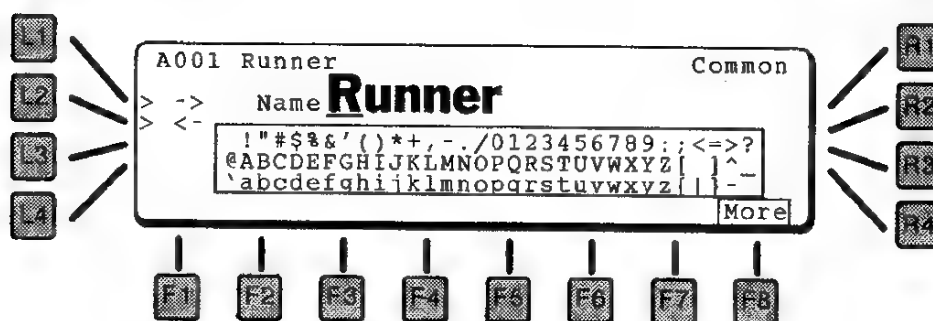 L1
L2
L3
L4
R1
R2
R3
R4
A001 Runner Common
> -> Name Runner
> <-
!"#$%&'()*+,-./0123456789:;<=>?
@ABCDEFGHIJKLMNOPQRSTUVWXYZ[ ]^_
`abcdefghijklmnopqrstuvwxyz{|}-
More
F1 F2 F3 F4 F5 F6 F7 F8